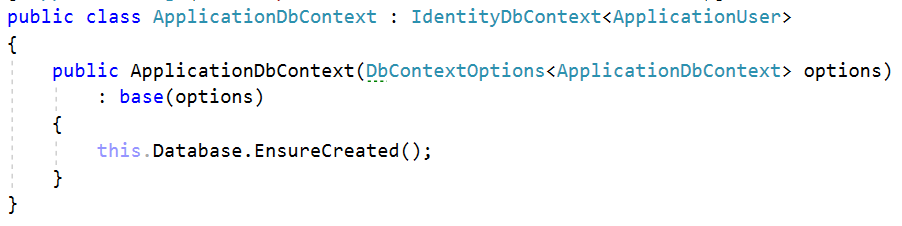 public class ApplicationDbContext : IdentityDbContext<ApplicationUser>
{
    public ApplicationDbContext(DbContextOptions<ApplicationDbContext> options)
        : base(options)
    {
        this.Database.EnsureCreated();
    }
}